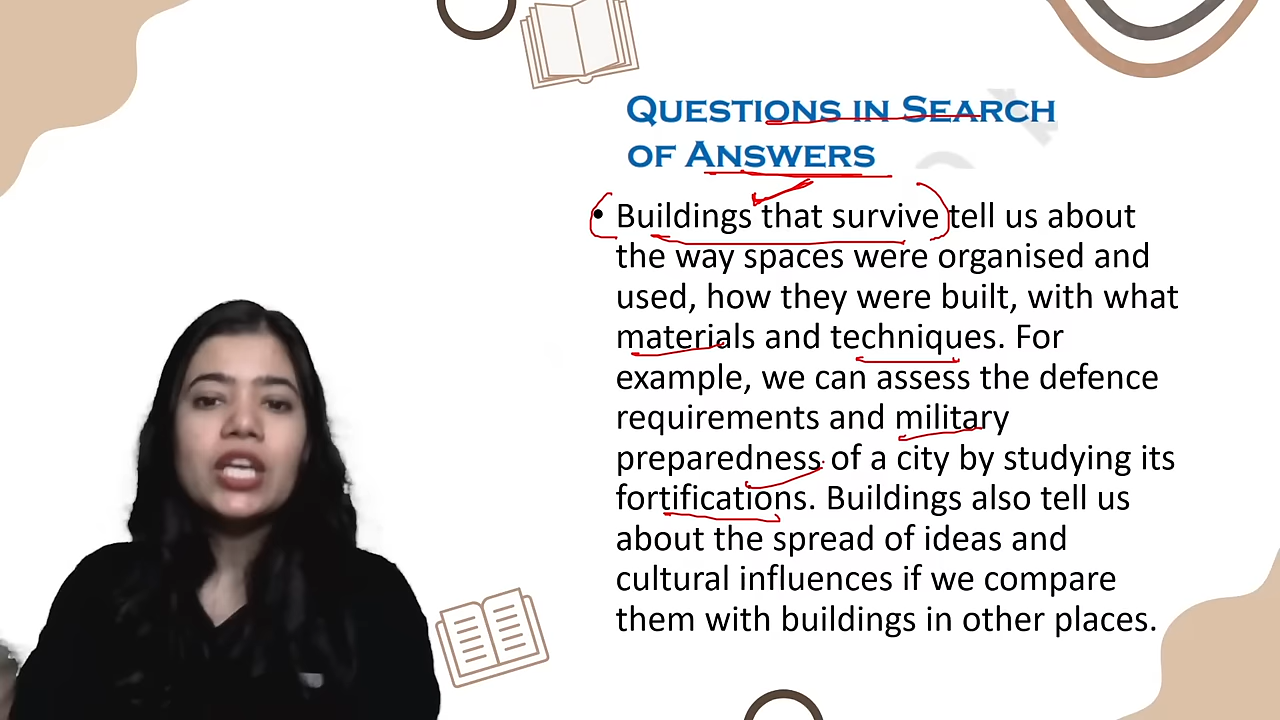 QUESTIONS IN SEARCH
OF ANSWERS
• Buildings that survive tell us about
the way spaces were organised and
used, how they were built, with what
materials and techniques. For
example, we can assess the defence
requirements and military
preparedness of a city by studying its
fortifications. Buildings also tell us
about the spread of ideas and
cultural influences if we compare
them with buildings in other places.